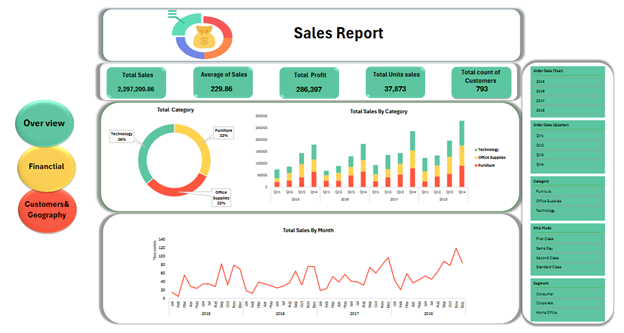 Sales Report
Total Sales
2,297,200.86
Average of Sales
229.86
Total Profit
286,397
Total Units sales
37,873
Total count of
Customers
793
Over view
Financtial
Customers&
Geography
Total Category
Technology
36%
Furniture
32%
Office
Supplies
32%
Total Sales By Category
300000
250000
200000
150000
100000
50000
0
Qtr1 Qtr2 Qtr3 Qtr4 Qtr1 Qtr2 Qtr3 Qtr4 Qtr1 Qtr2 Qtr3 Qtr4 Qtr1 Qtr2 Qtr3 Qtr4
2015 2016 2017 2018
Technology
Office Supplies
Furniture
Total Sales By Month
Thousands
140
120
100
80
60
40
20
0
2015 2016 2017 2018
Order Date (Year)
2015
2016
2017
2018
Order Date (Quarter)
Qtr1
Qtr2
Qtr3
Qtr4
Category
Furniture
Office Supplies
Technology
Ship Mode
First Class
Same Day
Second Class
Standard Class
Segment
Consumer
Corporate
Home Office